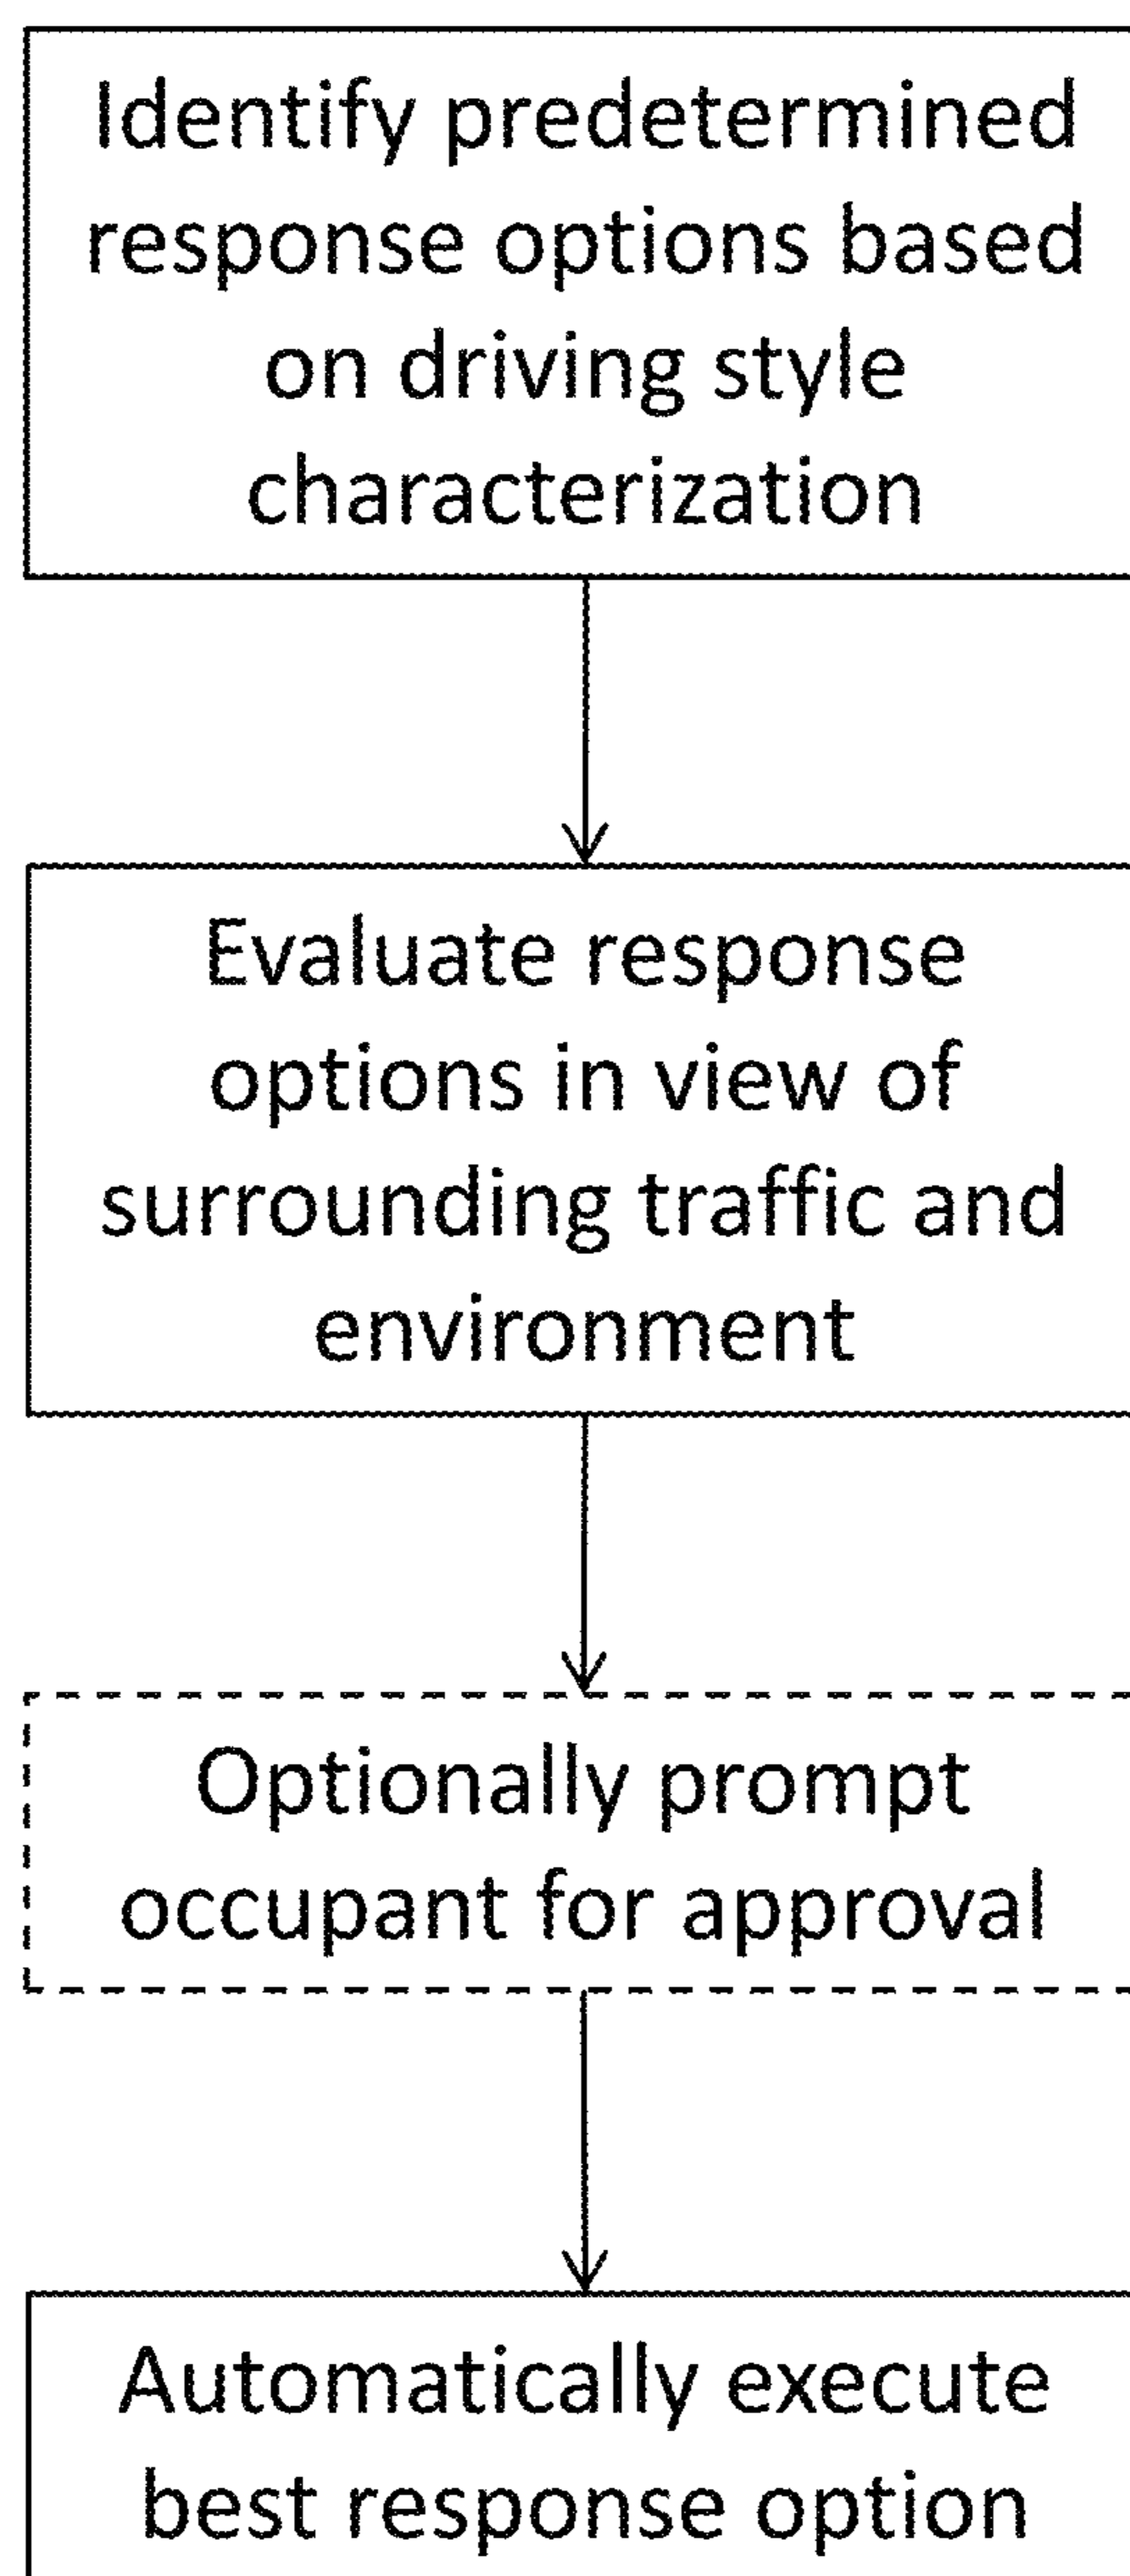 Identify predetermined
response options based
on driving style
characterization
Evaluate response
options in view of
surrounding traffic and
environment
Optionally prompt
occupant for approval
Automatically execute
best response option